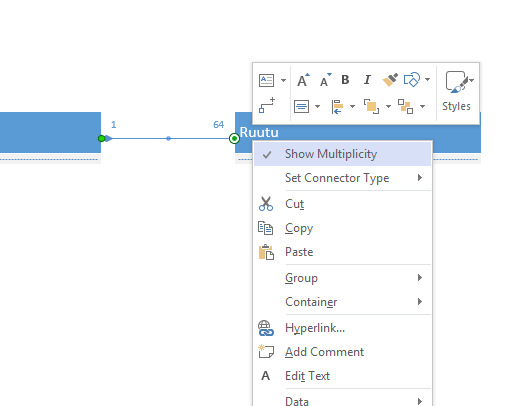 1 64
Ruutu
A A B I
Styles
Show Multiplicity
Set Connector Type
Cut
Copy
Paste
Group
Container
Hyperlink...
Add Comment
A Edit Text
Data